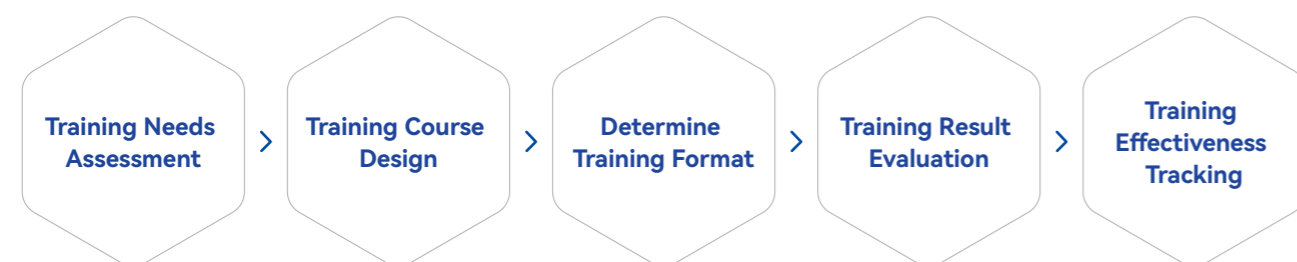 Training Needs
Assessment
Training Course
Design
Determine
Training Format
Training Result
Evaluation
Training
Effectiveness
Tracking